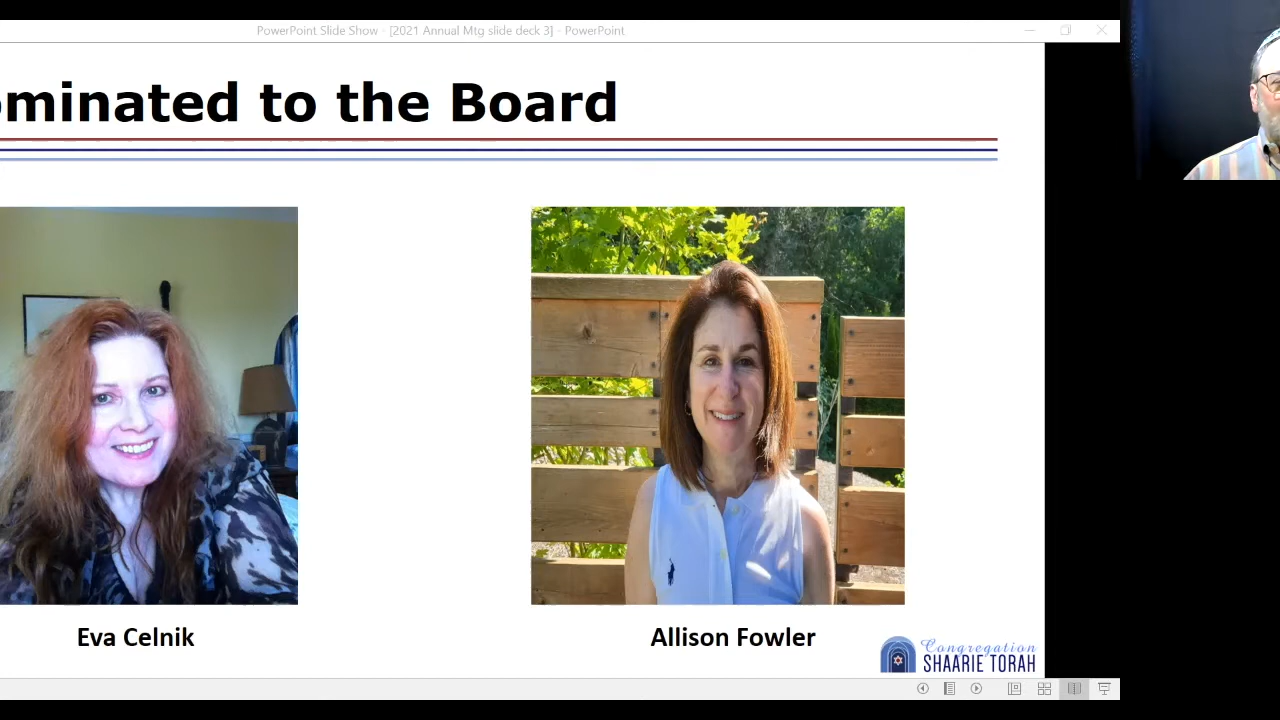 PowerPoint Slide Show - [2021 Annual Mtg slide deck 3] - PowerPoint
ominated to the Board
Eva Celnik
Allison Fowler
Congregation
SHAARIE TORAH